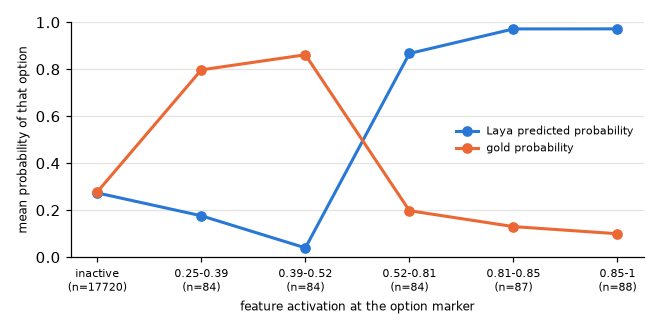 1.0
0.8
0.6
0.4
0.2
0.0
mean probability of that option
Laya predicted probability
gold probability
inactive
(n=17720)
0.25-0.39
(n=84)
0.39-0.52
(n=84)
0.52-0.81
(n=84)
0.81-0.85
(n=87)
0.85-1
(n=88)
feature activation at the option marker